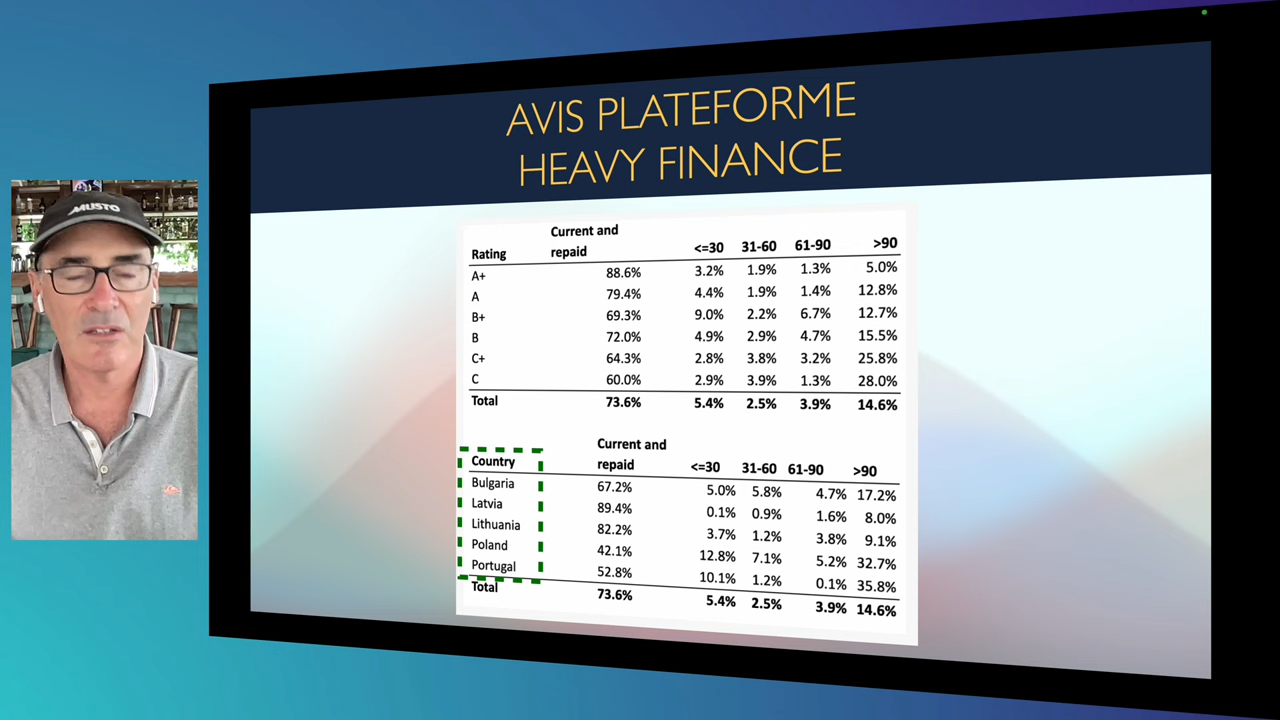 MUSTO
AVIS PLATEFORME
HEAVY FINANCE
Rating Current and repaid <=30 31-60 61-90 >90
A+ 88.6% 3.2% 1.9% 1.3% 5.0%
A 79.4% 4.4% 1.9% 1.4% 12.8%
B+ 69.3% 9.0% 2.2% 6.7% 12.7%
B 72.0% 4.9% 2.9% 4.7% 15.5%
C+ 64.3% 2.8% 3.8% 3.2% 25.8%
C 60.0% 2.9% 3.9% 1.3% 28.0%
Total 73.6% 5.4% 2.5% 3.9% 14.6%
Country Current and repaid <=30 31-60 61-90 >90
Bulgaria 67.2% 5.0% 5.8% 4.7% 17.2%
Latvia 89.4% 0.1% 0.9% 1.6% 8.0%
Lithuania 82.2% 3.7% 1.2% 3.8% 9.1%
Poland 42.1% 12.8% 7.1% 5.2% 32.7%
Portugal 52.8% 10.1% 1.2% 0.1% 35.8%
Total 73.6% 5.4% 2.5% 3.9% 14.6%